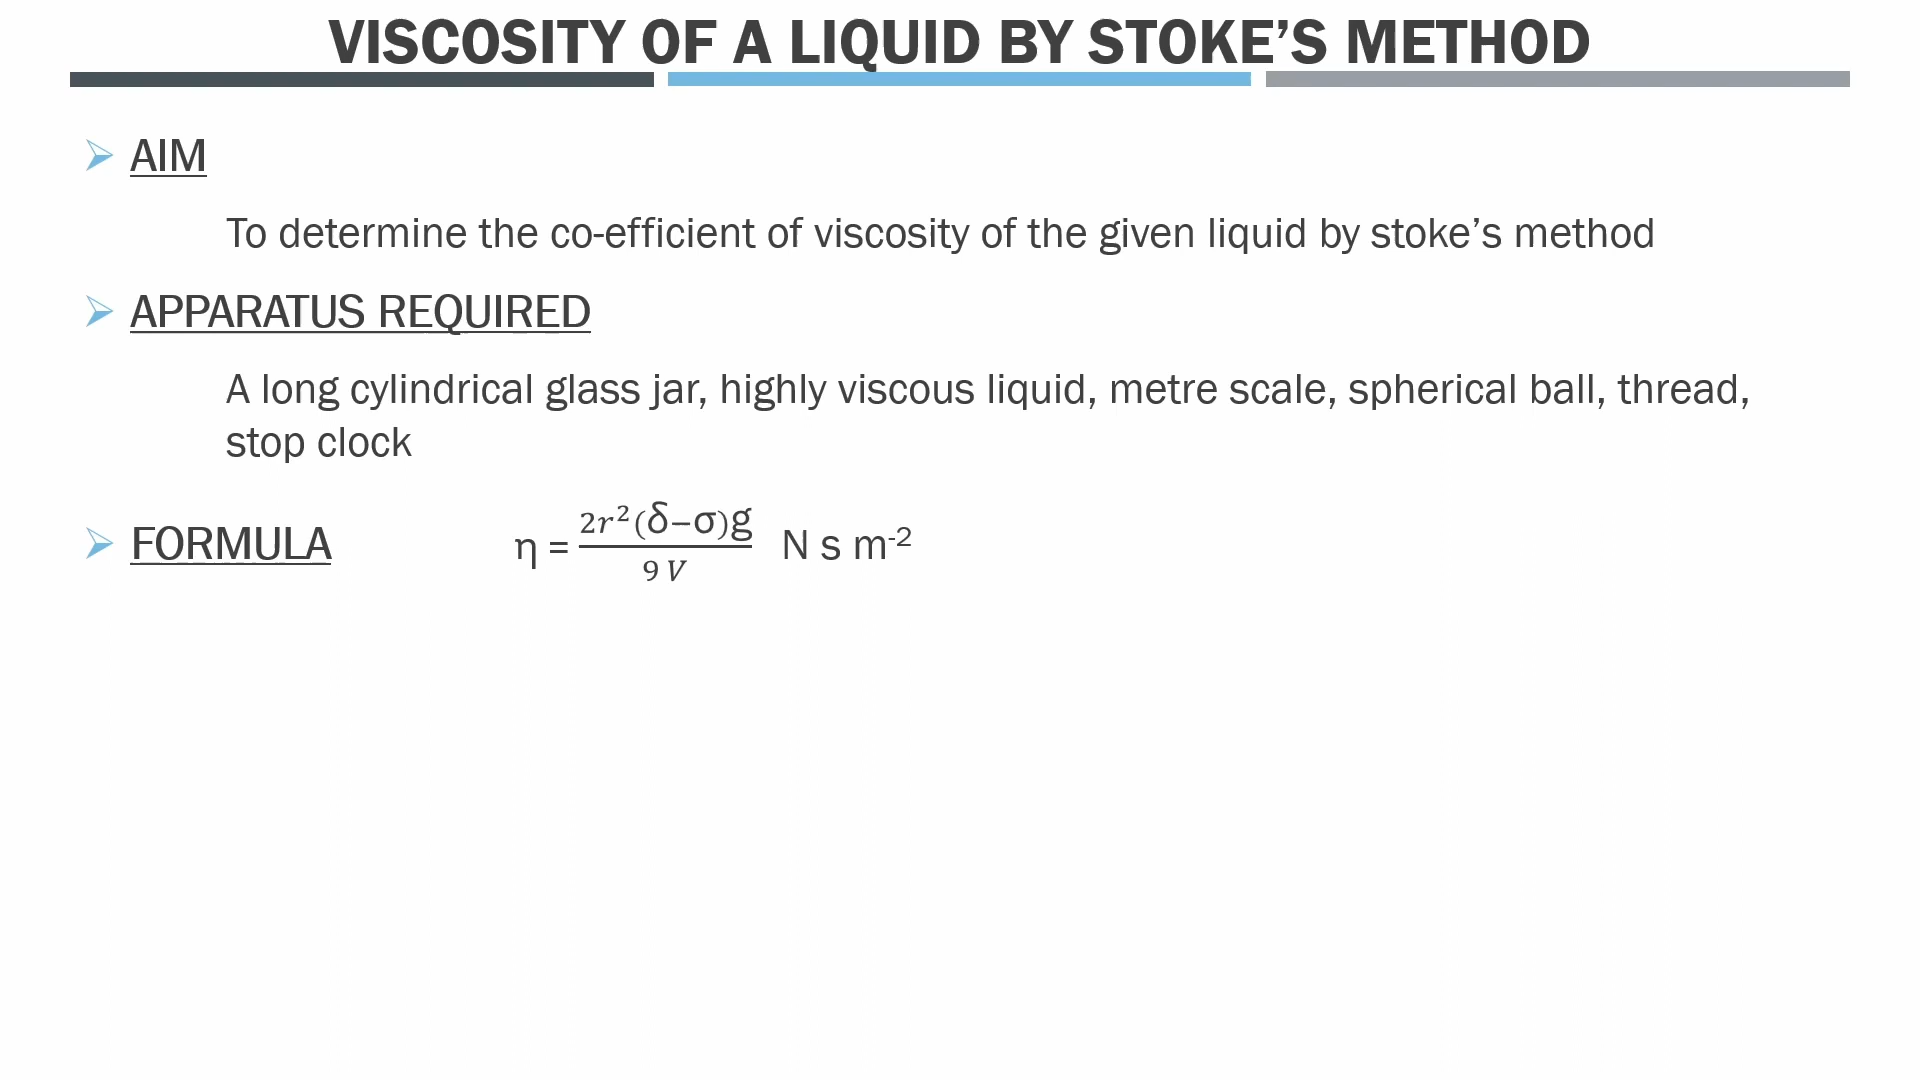 VISCOSITY OF A LIQUID BY STOKE’S METHOD
AIM
To determine the co-efficient of viscosity of the given liquid by stoke’s method
APPARATUS REQUIRED
A long cylindrical glass jar, highly viscous liquid, metre scale, spherical ball, thread,
stop clock
FORMULA η = 2r²(δ–σ)g / 9 V N s m⁻²